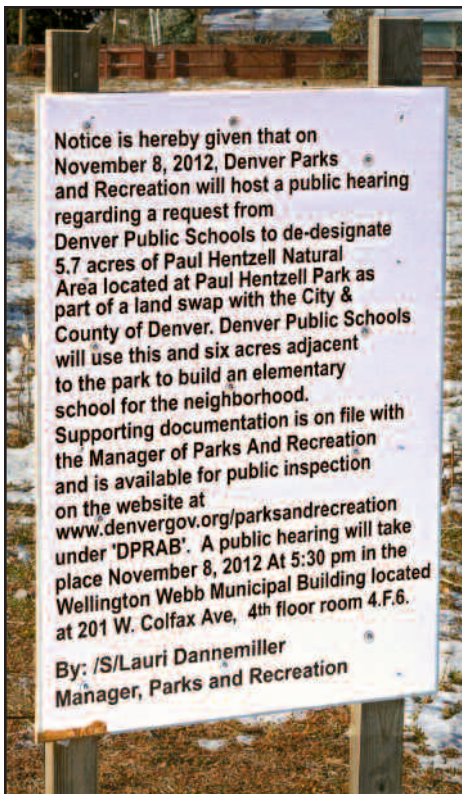 Notice is hereby given that on
November 8, 2012, Denver Parks
and Recreation will host a public hearing
regarding a request from
Denver Public Schools to de-designate
5.7 acres of Paul Hentzell Natural
Area located at Paul Hentzell Park as
part of a land swap with the City &
County of Denver. Denver Public Schools
will use this and six acres adjacent
to the park to build an elementary
school for the neighborhood.
Supporting documentation is on file with
the Manager of Parks And Recreation
and is available for public inspection
on the website at
www.denvergov.org/parksandrecreation
under 'DPRAB'. A public hearing will take
place November 8, 2012 At 5:30 pm in the
Wellington Webb Municipal Building located
at 201 W. Colfax Ave, 4th floor room 4.F.6.
By: /S/Lauri Dannemiller
Manager, Parks and Recreation